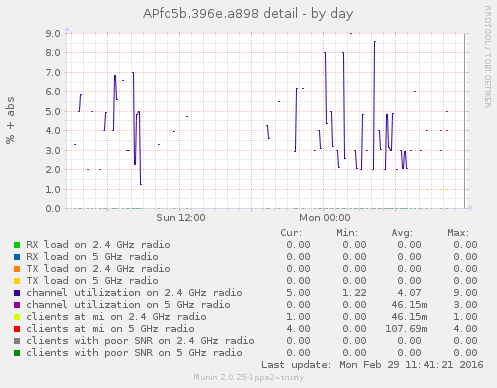 APfc5b.396e.a898 detail - by day
RRDTOOL / TOBI OETIKER
% + abs
9.0
8.0
7.0
6.0
5.0
4.0
3.0
2.0
1.0
0.0
Sun 12:00 Mon 00:00
Cur: Min: Avg: Max:
RX load on 2.4 GHz radio 0.00 0.00 0.00 0.00
RX load on 5 GHz radio 0.00 0.00 0.00 0.00
TX load on 2.4 GHz radio 0.00 0.00 0.00 0.00
TX load on 5 GHz radio 0.00 0.00 0.00 0.00
channel utilization on 2.4 GHz radio 5.00 1.22 4.07 9.00
channel utilization on 5 GHz radio 0.00 0.00 46.15m 3.00
clients at mi on 2.4 GHz radio 1.00 0.00 46.15m 1.00
clients at mi on 5 GHz radio 4.00 0.00 107.69m 4.00
clients with poor SNR on 2.4 GHz radio 0.00 0.00 0.00 0.00
clients with poor SNR on 5 GHz radio 0.00 0.00 0.00 0.00
Last update: Mon Feb 29 11:41:21 2016
Munin 2.0.25-1ppa2~trusty